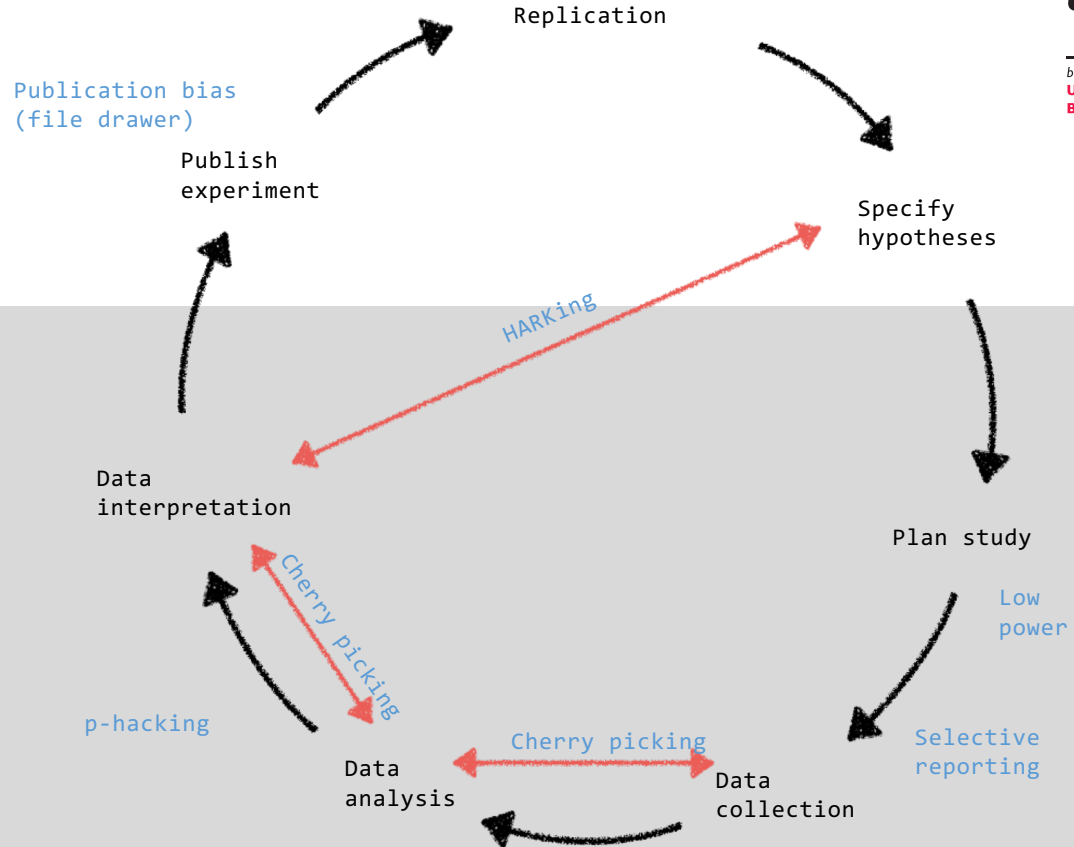 Replication
Publication bias
(file drawer)
Publish
experiment
Specify
hypotheses
HARKing
Data
interpretation
Cherry picking
Plan study
Low
power
p-hacking
Cherry picking
Selective
reporting
Data
analysis
Data
collection